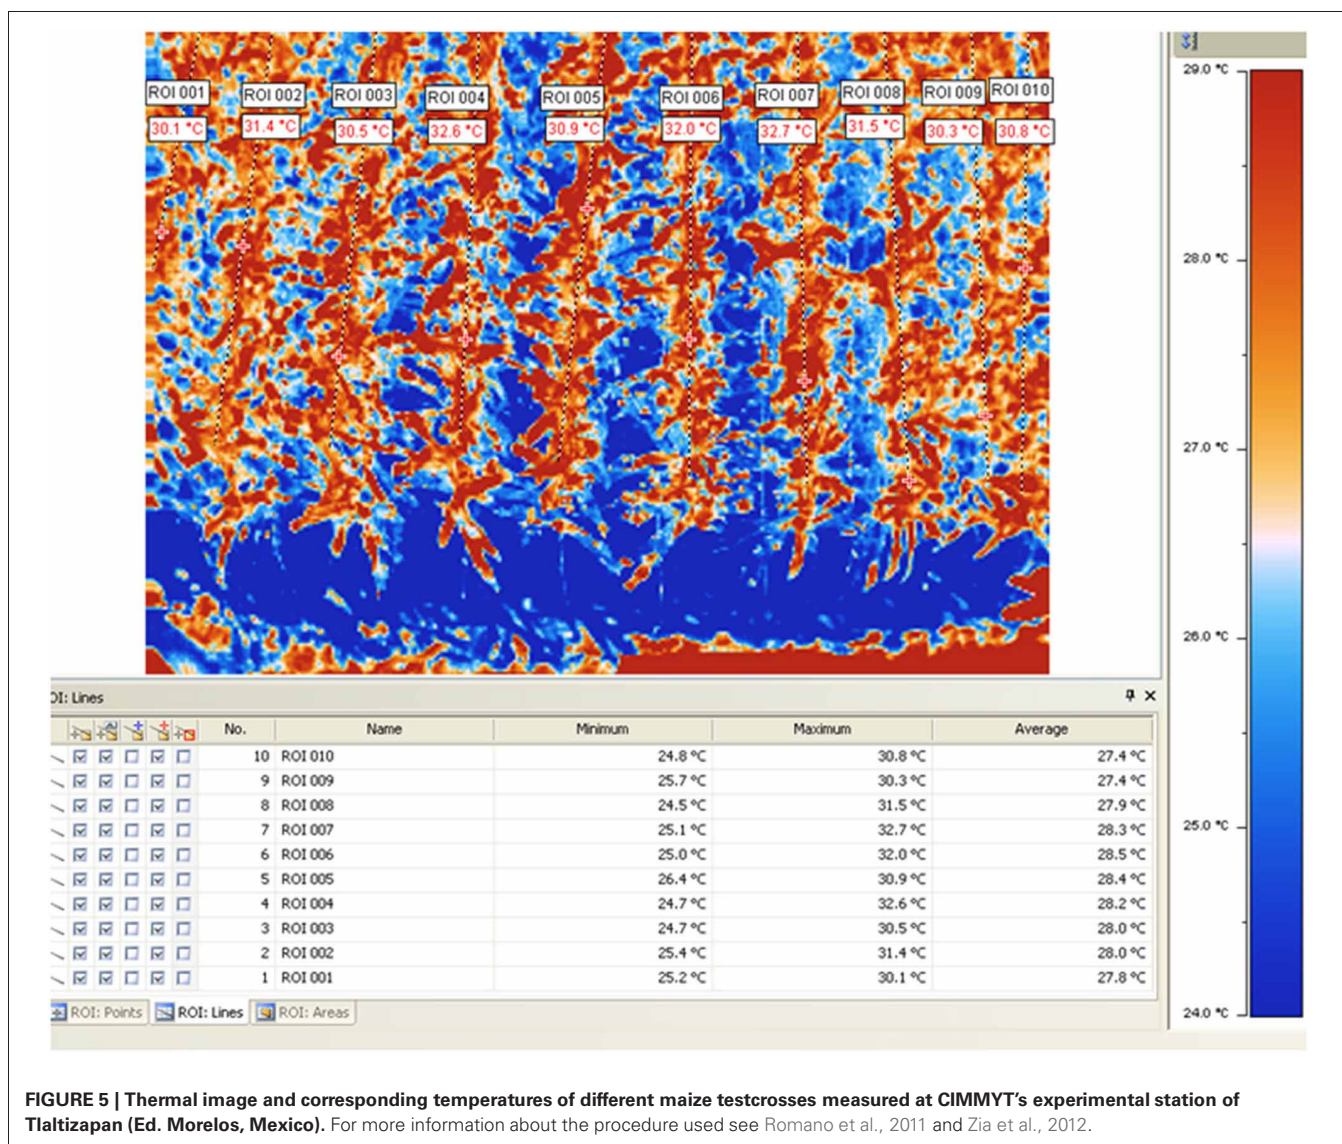 ROI 001 ROI 002 ROI 003 ROI 004 ROI 005 ROI 006 ROI 007 ROI 008 ROI 009 ROI 010
30.1 °C 31.4 °C 30.5 °C 32.6 °C 30.9 °C 32.0 °C 32.7 °C 31.5 °C 30.3 °C 30.8 °C
29.0 °C
28.0 °C
27.0 °C
26.0 °C
25.0 °C
24.0 °C
OI: Lines
No. Name Minimum Maximum Average
10 ROI 010 24.8 °C 30.8 °C 27.4 °C
9 ROI 009 25.7 °C 30.3 °C 27.4 °C
8 ROI 008 24.5 °C 31.5 °C 27.9 °C
7 ROI 007 25.1 °C 32.7 °C 28.3 °C
6 ROI 006 25.0 °C 32.0 °C 28.5 °C
5 ROI 005 26.4 °C 30.9 °C 28.4 °C
4 ROI 004 24.7 °C 32.6 °C 28.2 °C
3 ROI 003 24.7 °C 30.5 °C 28.0 °C
2 ROI 002 25.4 °C 31.4 °C 28.0 °C
1 ROI 001 25.2 °C 30.1 °C 27.8 °C
ROI: Points ROI: Lines ROI: Areas
FIGURE 5 | Thermal image and corresponding temperatures of different maize testcrosses measured at CIMMYT's experimental station of
Tlaltizapan (Ed. Morelos, Mexico). For more information about the procedure used see Romano et al., 2011 and Zia et al., 2012.